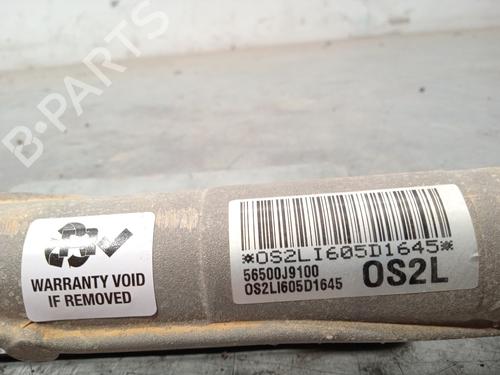 B-PARTS
WARRANTY VOID
IF REMOVED
*OS2LI605D1645*
56500J9100
OS2LI605D1645
OS2L